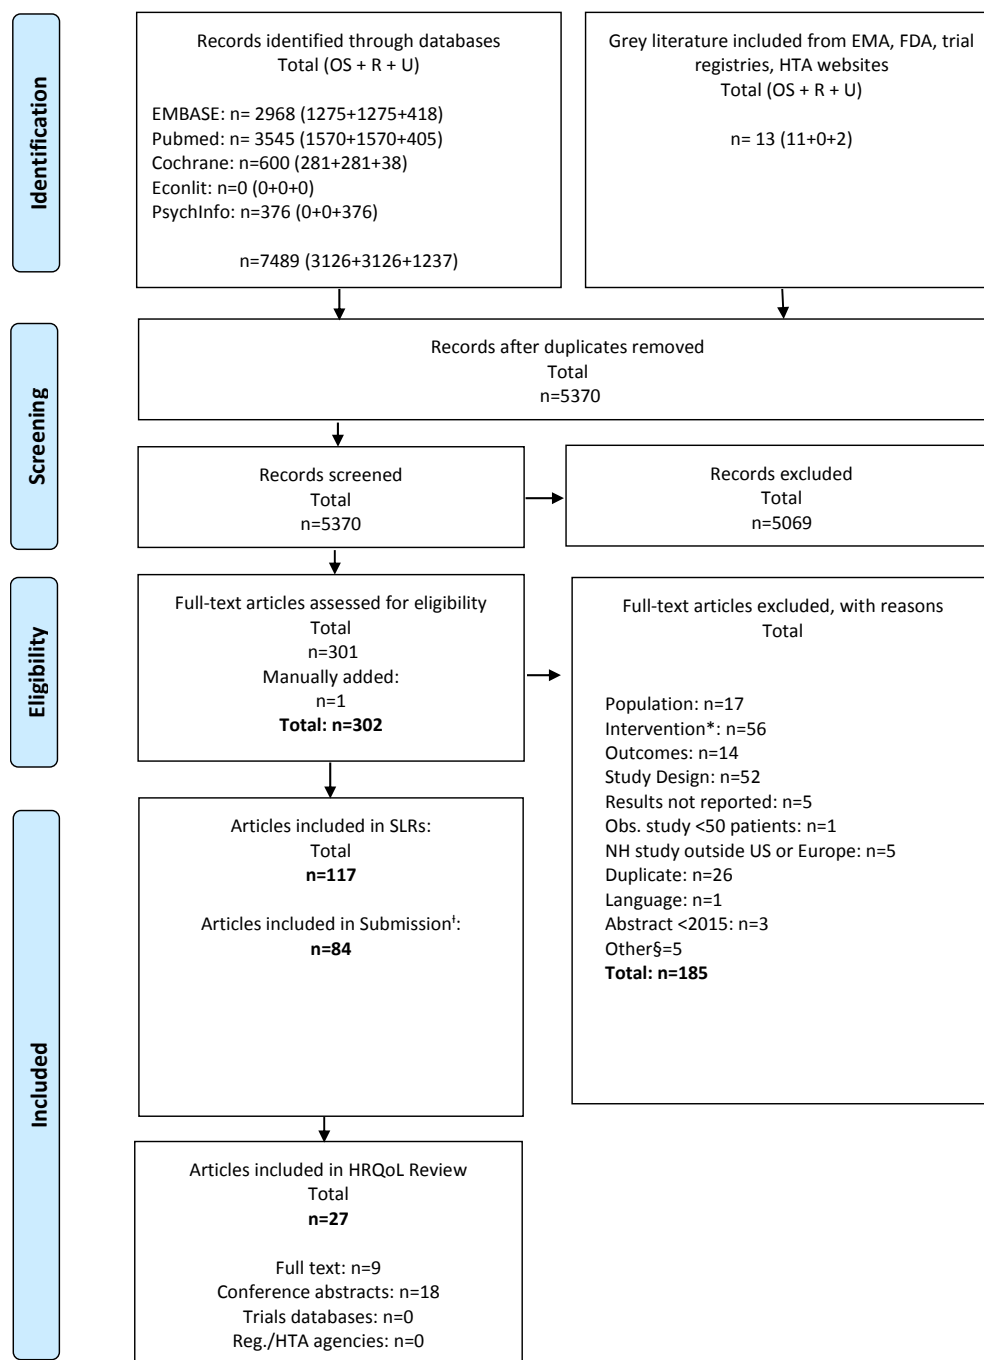 Identification
Records identified through databases
Total (OS + R + U)
EMBASE: n= 2968 (1275+1275+418)
Pubmed: n= 3545 (1570+1570+405)
Cochrane: n=600 (281+281+38)
Econlit: n=0 (0+0+0)
PsychInfo: n=376 (0+0+376)
n=7489 (3126+3126+1237)
Grey literature included from EMA, FDA, trial
registries, HTA websites
Total (OS + R + U)
n= 13 (11+0+2)
Screening
Records after duplicates removed
Total
n=5370
Records screened
Total
n=5370
Records excluded
Total
n=5069
Eligibility
Full-text articles assessed for eligibility
Total
n=301
Manually added:
n=1
Total: n=302
Full-text articles excluded, with reasons
Total
Population: n=17
Intervention*: n=56
Outcomes: n=14
Study Design: n=52
Results not reported: n=5
Obs. study <50 patients: n=1
NH study outside US or Europe: n=5
Duplicate: n=26
Language: n=1
Abstract <2015: n=3
Other§=5
Total: n=185
Included
Articles included in SLRs:
Total
n=117
Articles included in Submission†:
n=84
Articles included in HRQoL Review
Total
n=27
Full text: n=9
Conference abstracts: n=18
Trials databases: n=0
Reg./HTA agencies: n=0